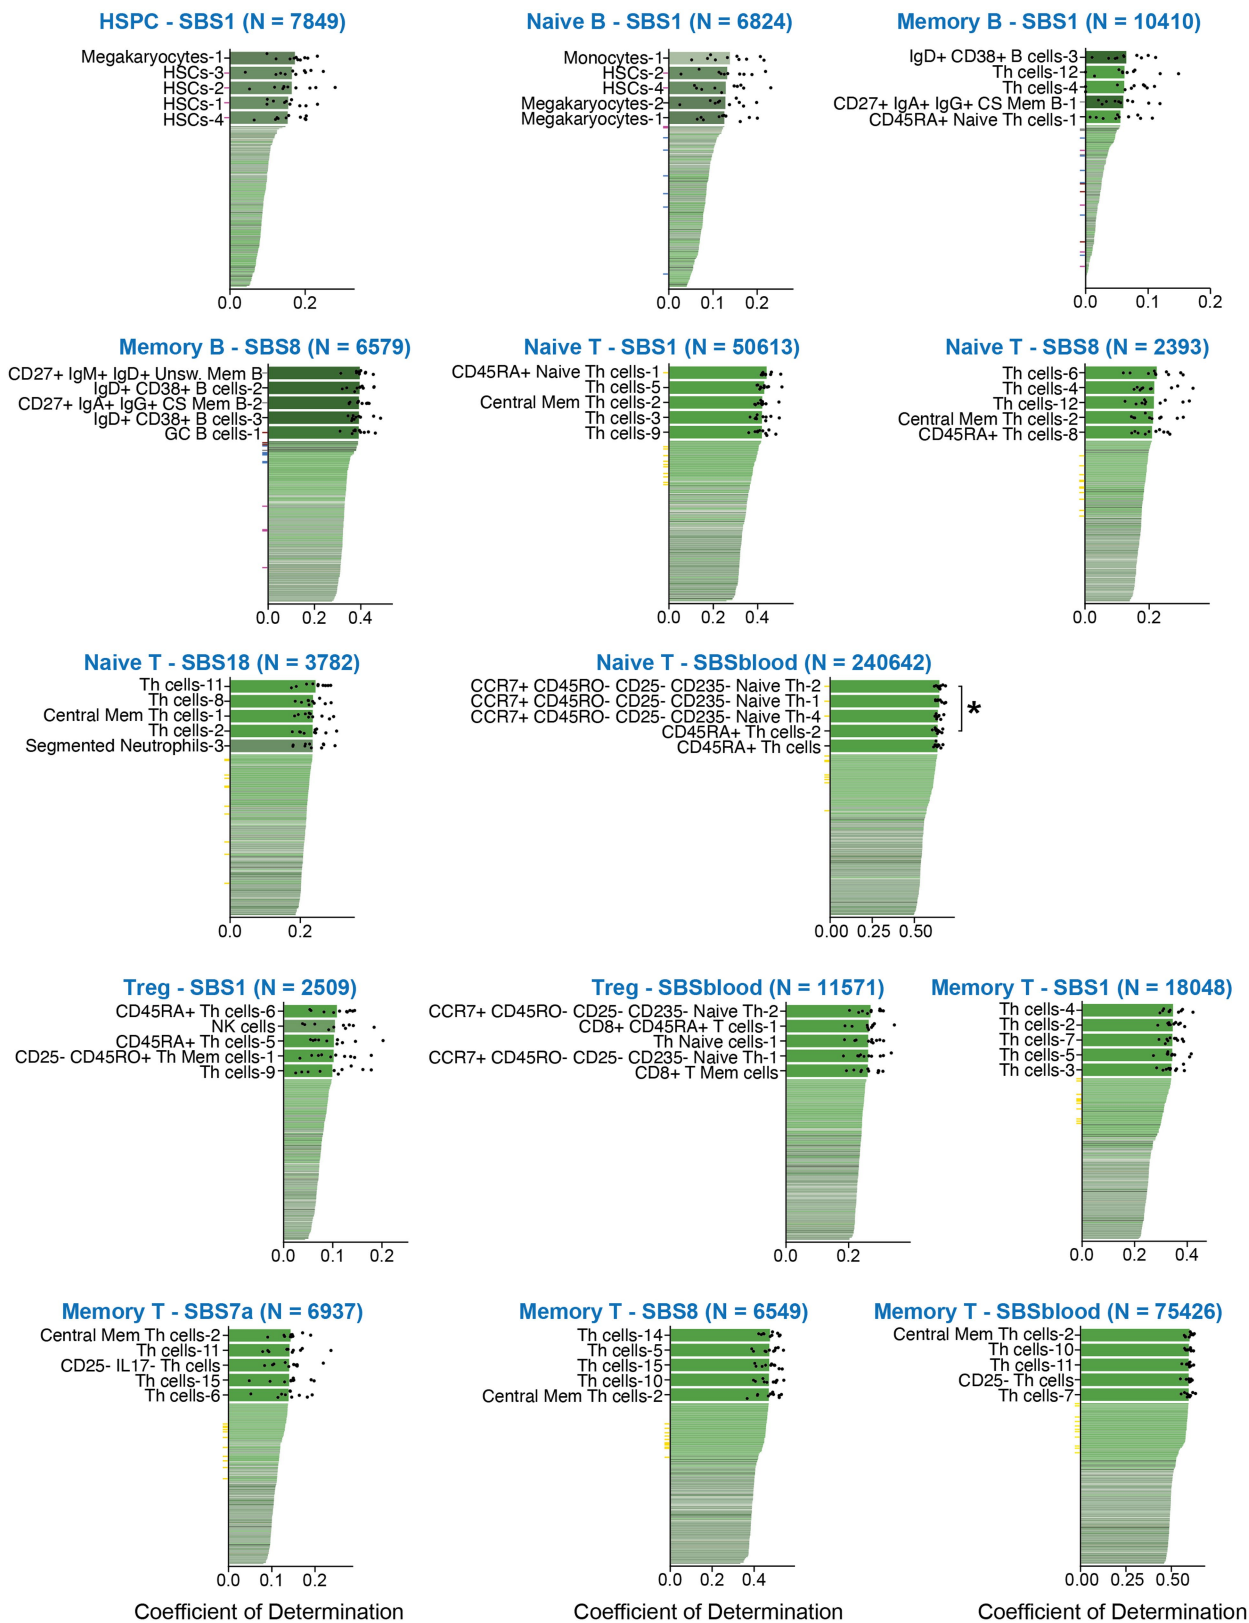 HSPC - SBS1 (N = 7849)
Megakaryocytes-1
HSCs-3
HSCs-2
HSCs-1
HSCs-4
0.0 0.2
Naive B - SBS1 (N = 6824)
Monocytes-1
HSCs-2
HSCs-4
Megakaryocytes-2
Megakaryocytes-1
0.0 0.1 0.2
Memory B - SBS1 (N = 10410)
IgD+ CD38+ B cells-3
Th cells-12
Th cells-4
CD27+ IgA+ IgG+ CS Mem B-1
CD45RA+ Naive Th cells-1
0.0 0.1 0.2
Memory B - SBS8 (N = 6579)
CD27+ IgM+ IgD+ Unsw. Mem B
IgD+ CD38+ B cells-2
CD27+ IgA+ IgG+ CS Mem B-2
IgD+ CD38+ B cells-3
GC B cells-1
0.0 0.2 0.4
Naive T - SBS1 (N = 50613)
CD45RA+ Naive Th cells-1
Th cells-5
Central Mem Th cells-2
Th cells-3
Th cells-9
0.0 0.2 0.4
Naive T - SBS8 (N = 2393)
Th cells-6
Th cells-4
Th cells-12
Central Mem Th cells-2
CD45RA+ Th cells-8
0.0 0.2
Naive T - SBS18 (N = 3782)
Th cells-11
Th cells-8
Central Mem Th cells-1
Th cells-2
Segmented Neutrophils-3
0.0 0.2
Naive T - SBSblood (N = 240642)
CCR7+ CD45RO- CD25- CD235- Naive Th-2
CCR7+ CD45RO- CD25- CD235- Naive Th-1
CCR7+ CD45RO- CD25- CD235- Naive Th-4
CD45RA+ Th cells-2
CD45RA+ Th cells
*
0.00 0.25 0.50
Treg - SBS1 (N = 2509)
CD45RA+ Th cells-6
NK cells
CD45RA+ Th cells-5
CD25- CD45RO+ Th Mem cells-1
Th cells-9
0.0 0.1 0.2
Treg - SBSblood (N = 11571)
CCR7+ CD45RO- CD25- CD235- Naive Th-2
CD8+ CD45RA+ T cells-1
Th Naive cells-1
CCR7+ CD45RO- CD25- CD235- Naive Th-1
CD8+ T Mem cells
0.0 0.2
Memory T - SBS1 (N = 18048)
Th cells-4
Th cells-2
Th cells-7
Th cells-5
Th cells-3
0.0 0.2 0.4
Memory T - SBS7a (N = 6937)
Central Mem Th cells-2
Th cells-11
CD25- IL17- Th cells
Th cells-15
Th cells-6
0.0 0.1 0.2
Coefficient of Determination
Memory T - SBS8 (N = 6549)
Th cells-14
Th cells-5
Th cells-15
Th cells-10
Central Mem Th cells-2
0.0 0.2 0.4
Coefficient of Determination
Memory T - SBSblood (N = 75426)
Central Mem Th cells-2
Th cells-10
Th cells-11
CD25- Th cells
Th cells-7
0.00 0.25 0.50
Coefficient of Determination